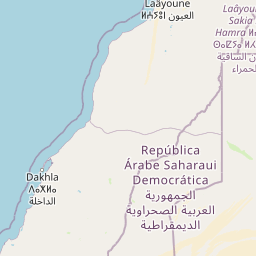 Laâyoune
ⵍⵄⵢⵓⵏ العيون
Laâyoune
Sakia
Hamra
الساقية
الحمراء
República
Árabe Saharaui
Democrática
الجمهورية
العربية الصحراوية
الديمقراطية
Dakhla
ⴷⴰⵅⵍⴰ
الداخلة